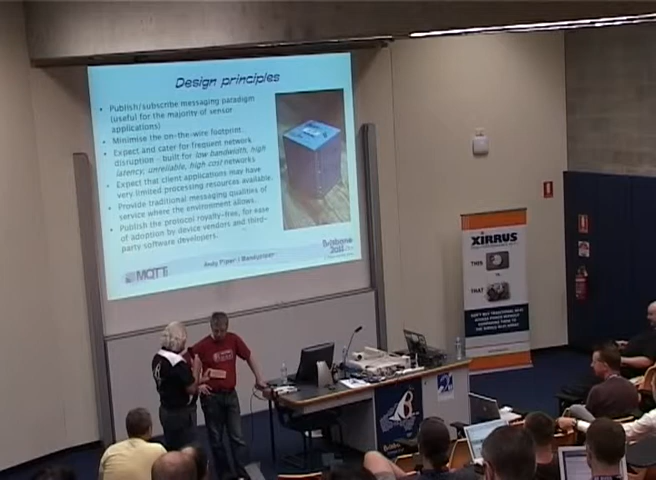 Design principles
• Publish/subscribe messaging paradigm
(useful for the majority of sensor
applications)
• Minimise the on-the-wire footprint.
• Expect and cater for frequent network
disruption – built for low bandwidth, high
latency, unreliable, high cost networks
• Expect that client applications may have
very limited processing resources available.
• Provide traditional messaging qualities of
service where the environment allows.
• Publish the protocol royalty-free, for ease
of adoption by device vendors and third-
party software developers.
MQTT
Andy Piper | @andypiper
Brisbane
2011
XIRRUS
THIS
THAT